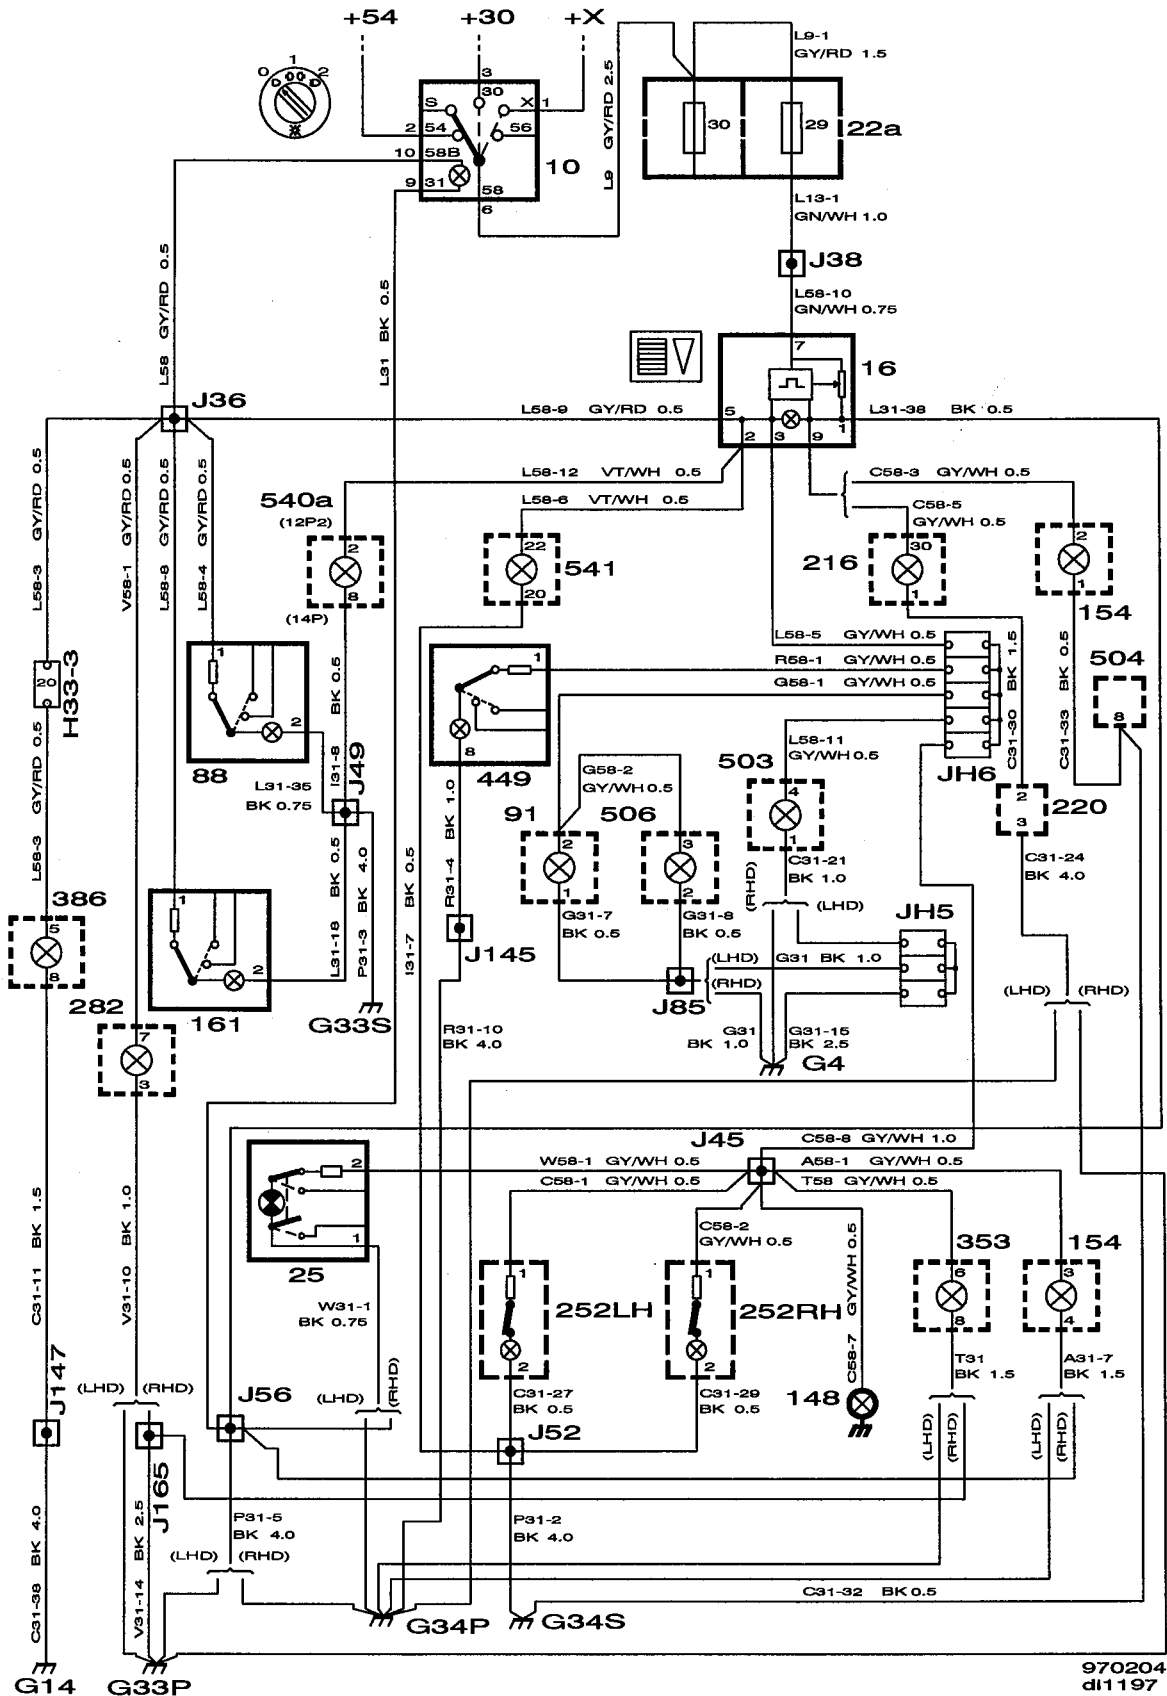 +54 +30 +X
L9-1
GY/RD 1.5
0 1 2
3
30
S X 1
2 54 56
10 58B
9 31 58
6
10
L9 GY/RD 2.5
30 29 22a
L13-1
GN/WH 1.0
J38
L58-10
GN/WH 0.75
L58 GY/RD 0.5
L31 BK 0.5
7
16
J36
L58-9 GY/RD 0.5
5 1
2 3 9
L31-38 BK 0.5
L58-12 VT/WH 0.5
L58-6 VT/WH 0.5
C58-3 GY/WH 0.5
C58-5
GY/WH 0.5
L58-3 GY/RD 0.5
V58-1 GY/RD 0.5
L58-8 GY/RD 0.5
L58-4 GY/RD 0.5
540a
(12P2)
2
8
(14P)
22
541
20
216
30
1
2
1
154
L58-5 GY/WH 0.5
R58-1 GY/WH 0.5
G58-1 GY/WH 0.5
C31-30 BK 1.5
C31-33 BK 0.5
504
8
20
H33-3
L58-3 GY/RD 0.5
1
2
88
I31-8 BK 0.5
L31-35
BK 0.75
J49
1
8
449
L58-11
GY/WH 0.5
JH6
G58-2
GY/WH 0.5
503
4
1
2
220
3
91 506
2 3
1 2
C31-21
BK 1.0
(RHD)
(LHD)
C31-24
BK 4.0
386
5
8
1
2
161
L31-18 BK 0.5
P31-3 BK 4.0
G33S
I31-7 BK 0.5
R31-4 BK 1.0
J145
G31-7
BK 0.5
G31-8
BK 0.5
JH5
(LHD) G31 BK 1.0
(RHD)
J85
(LHD) (RHD)
282
7
3
R31-10
BK 4.0
G31
BK 1.0
G31-15
BK 2.5
G4
J45
C58-8 GY/WH 1.0
2
1
25
W58-1 GY/WH 0.5
C58-1 GY/WH 0.5
A58-1 GY/WH 0.5
T58 GY/WH 0.5
C58-2
GY/WH 0.5
C58-7 GY/WH 0.5
C31-11 BK 1.5
V31-10 BK 1.0
W31-1
BK 0.75
1
252LH
2
1
252RH
2
353
6
8
154
3
4
J147
(LHD) (RHD)
J56
(LHD)
(RHD)
C31-27
BK 0.5
C31-29
BK 0.5
148
T31
BK 1.5
A31-7
BK 1.5
J52
(LHD)
(RHD)
(LHD)
(RHD)
J165
C31-38 BK 4.0
V31-14 BK 2.5
P31-5
BK 4.0
(LHD) (RHD)
P31-2
BK 4.0
C31-32 BK 0.5
G34P G34S
G14 G33P
970204
di1197